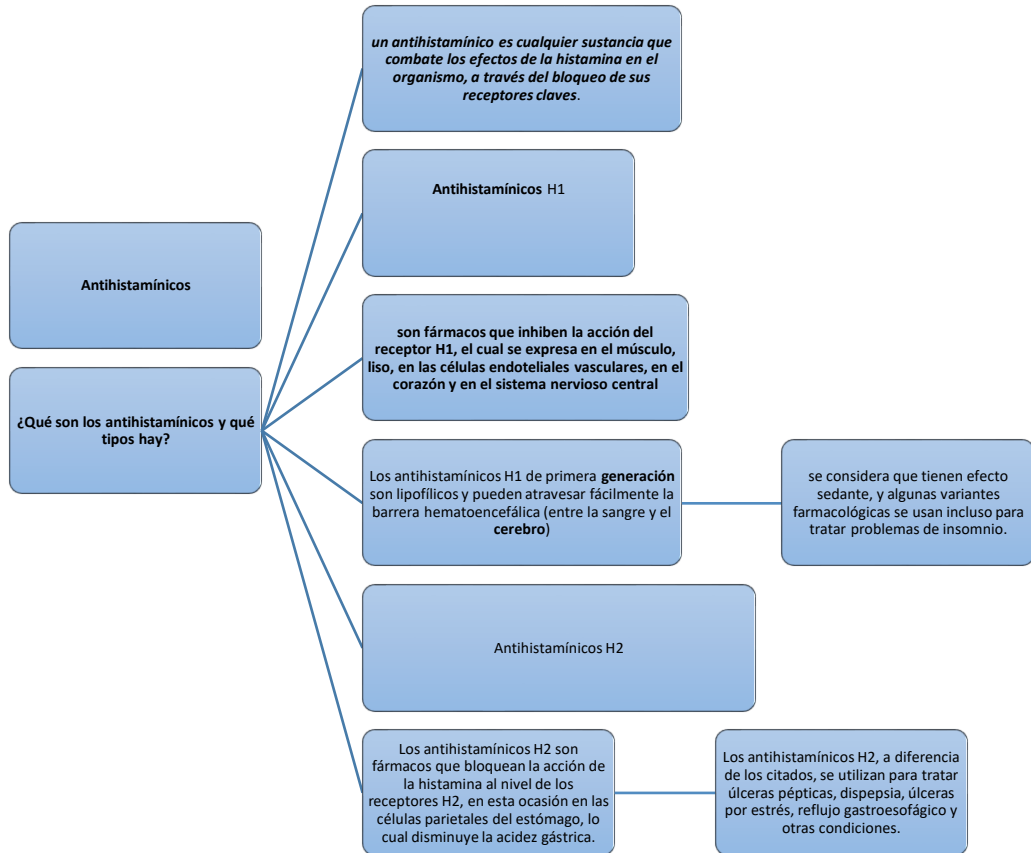 Antihistamínicos
¿Qué son los antihistamínicos y qué
tipos hay?
un antihistamínico es cualquier sustancia que
combate los efectos de la histamina en el
organismo, a través del bloqueo de sus
receptores claves.
Antihistamínicos H1
son fármacos que inhiben la acción del
receptor H1, el cual se expresa en el músculo,
liso, en las células endoteliales vasculares, en el
corazón y en el sistema nervioso central
Los antihistamínicos H1 de primera generación
son lipofílicos y pueden atravesar fácilmente la
barrera hematoencefálica (entre la sangre y el
cerebro)
se considera que tienen efecto
sedante, y algunas variantes
farmacológicas se usan incluso para
tratar problemas de insomnio.
Antihistamínicos H2
Los antihistamínicos H2 son
fármacos que bloquean la acción de
la histamina al nivel de los
receptores H2, en esta ocasión en las
células parietales del estómago, lo
cual disminuye la acidez gástrica.
Los antihistamínicos H2, a diferencia
de los citados, se utilizan para tratar
úlceras pépticas, dispepsia, úlceras
por estrés, reflujo gastroesofágico y
otras condiciones.